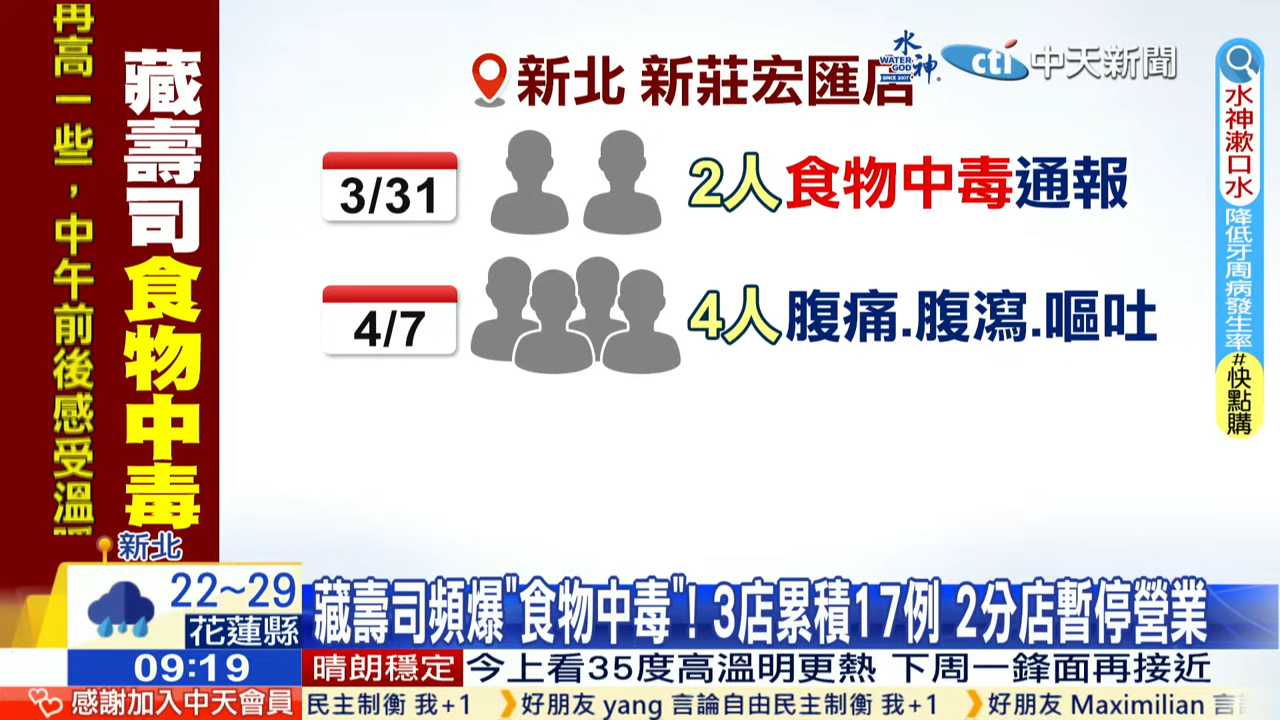 再高一些，中午前後感受溫
藏壽司食物中毒
新北 新莊宏匯店
水神
WATER GOD
SINCE 2007
cti 中天新聞
3/31
2人食物中毒通報
4/7
4人腹痛.腹瀉.嘔吐
水神漱口水
降低牙周病發生率
#快點購
新北
22~29
花蓮縣
藏壽司頻爆"食物中毒"! 3店累積17例 2分店暫停營業
09:19
晴朗穩定 今上看35度高溫明更熱 下周一鋒面再接近
感謝加入中天會員
民主制衡 我+1 》好朋友 yang 言論自由民主制衡 我+1 》好朋友 Maximilian 言